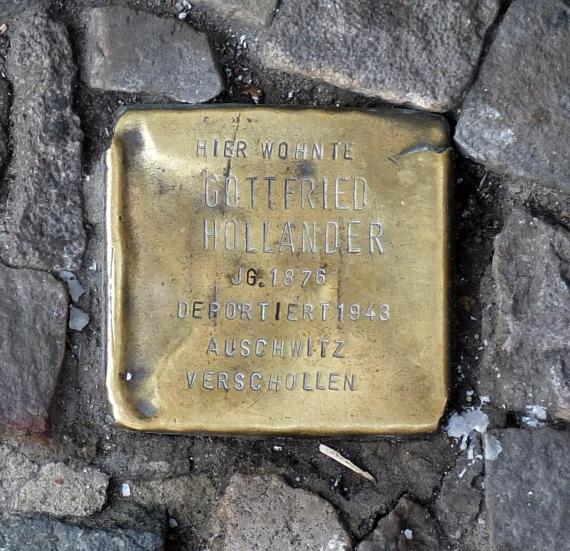 HIER WOHNTE
GOTTFRIED
HOLLANDER
JG. 1876
DEPORTIERT 1943
AUSCHWITZ
VERSCHOLLEN